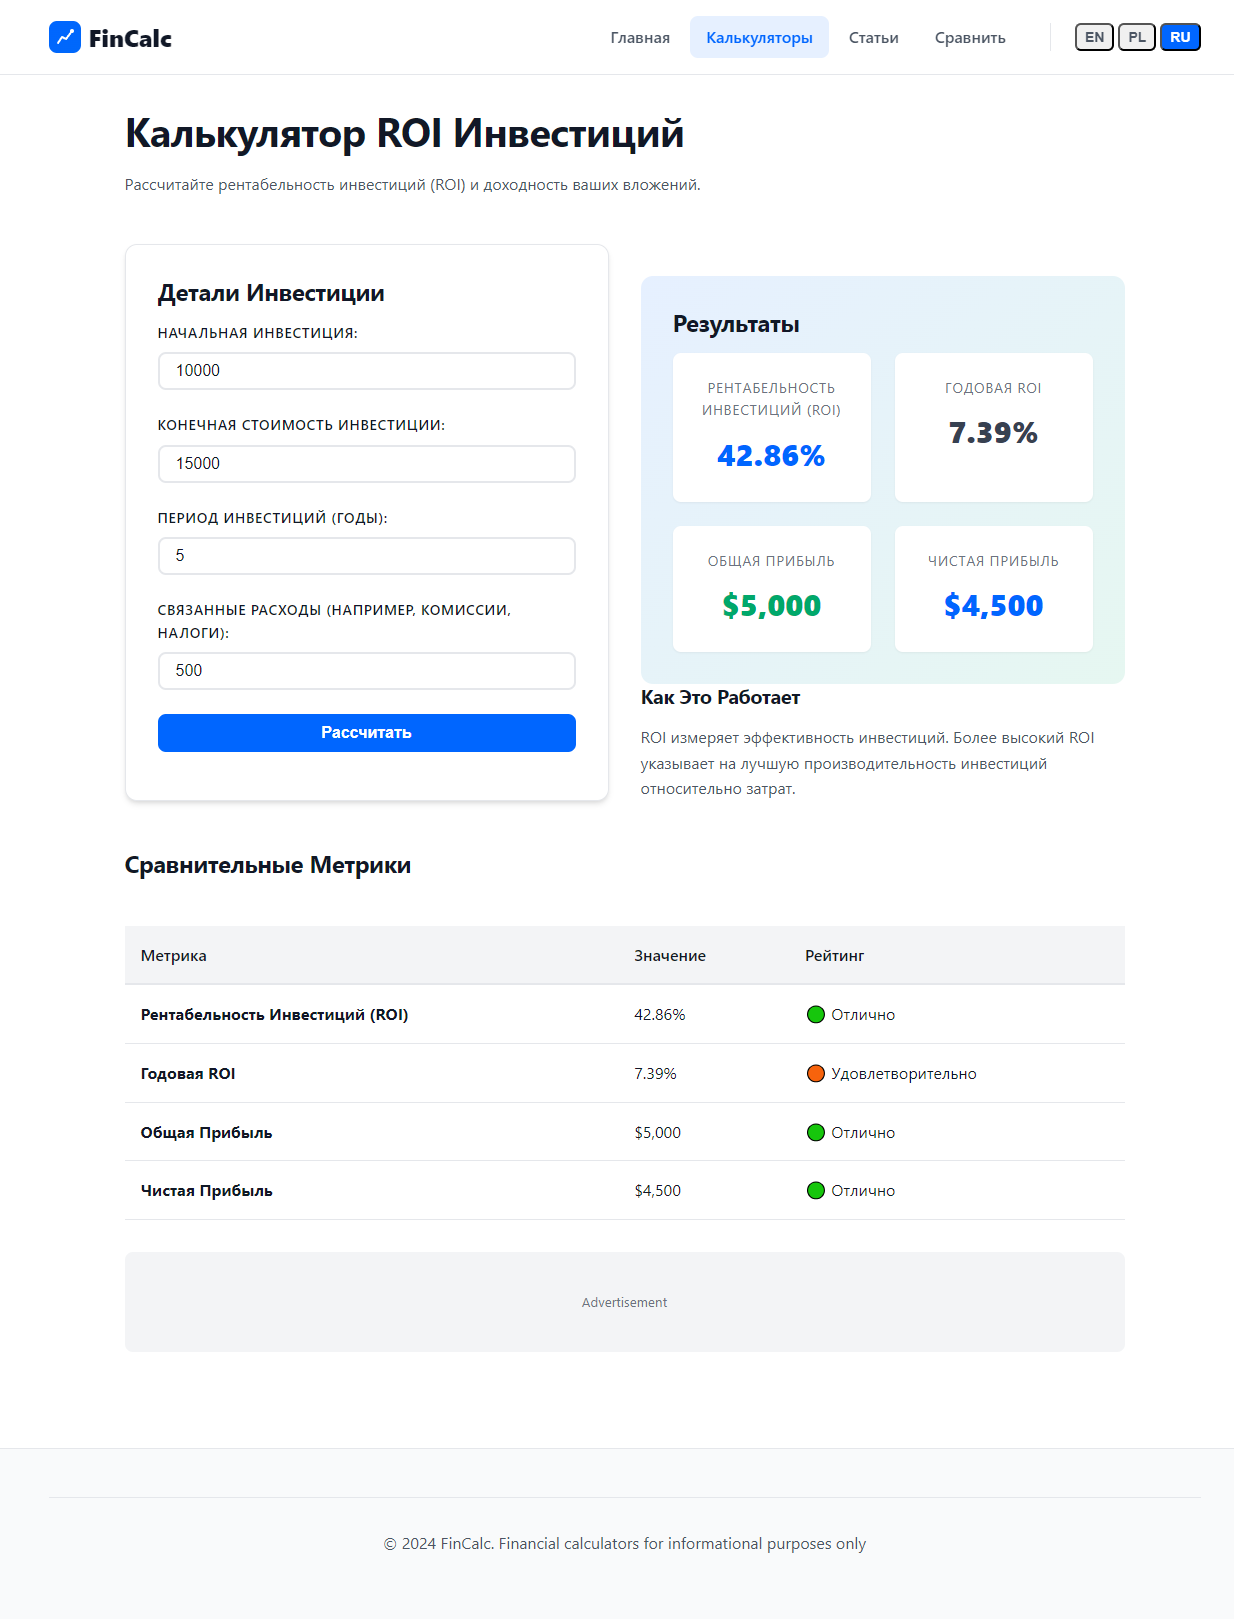 FinCalc
Главная Калькуляторы Статьи Сравнить EN PL RU
Калькулятор ROI Инвестиций
Рассчитайте рентабельность инвестиций (ROI) и доходность ваших вложений.
Детали Инвестиции
НАЧАЛЬНАЯ ИНВЕСТИЦИЯ:
10000
КОНЕЧНАЯ СТОИМОСТЬ ИНВЕСТИЦИИ:
15000
ПЕРИОД ИНВЕСТИЦИЙ (ГОДЫ):
5
СВЯЗАННЫЕ РАСХОДЫ (НАПРИМЕР, КОМИССИИ,
НАЛОГИ):
500
Рассчитать
Результаты
РЕНТАБЕЛЬНОСТЬ
ИНВЕСТИЦИЙ (ROI)
42.86%
ГОДОВАЯ ROI
7.39%
ОБЩАЯ ПРИБЫЛЬ
$5,000
ЧИСТАЯ ПРИБЫЛЬ
$4,500
Как Это Работает
ROI измеряет эффективность инвестиций. Более высокий ROI
указывает на лучшую производительность инвестиций
относительно затрат.
Сравнительные Метрики
Метрика Значение Рейтинг
Рентабельность Инвестиций (ROI) 42.86% Отлично
Годовая ROI 7.39% Удовлетворительно
Общая Прибыль $5,000 Отлично
Чистая Прибыль $4,500 Отлично
Advertisement
© 2024 FinCalc. Financial calculators for informational purposes only